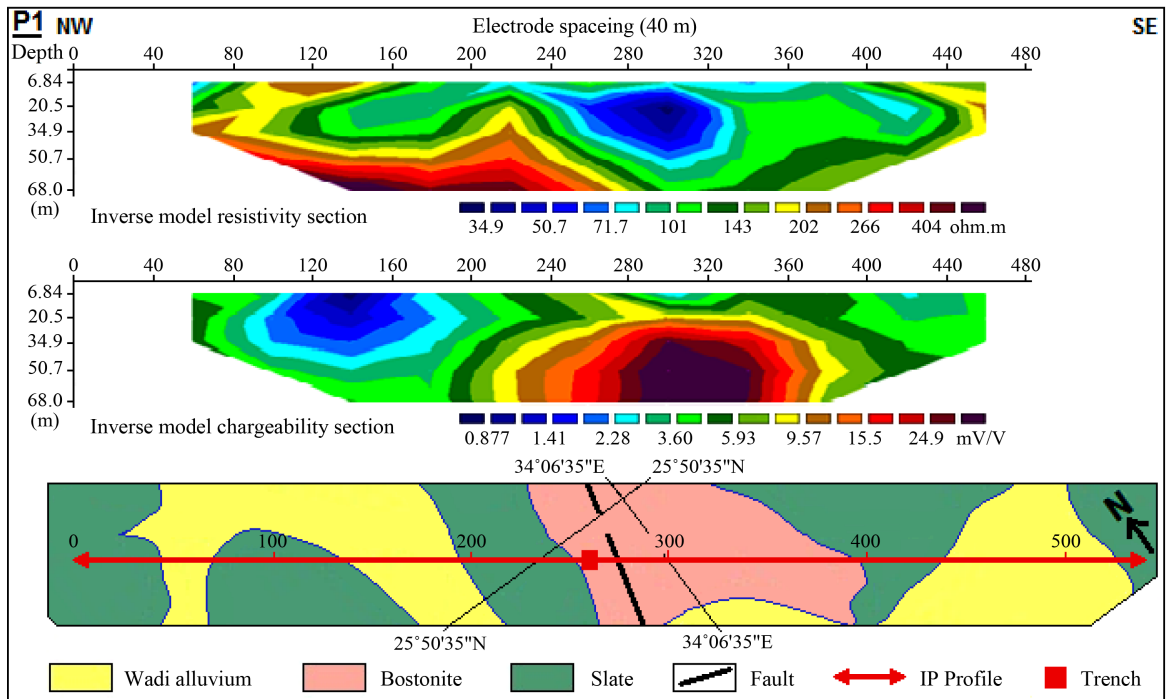 P1 NW Electrode spaceing (40 m) SE
Depth 0 40 80 120 160 200 240 280 320 360 400 440 480
6.84
20.5
34.9
50.7
68.0
(m)
Inverse model resistivity section
34.9 50.7 71.7 101 143 202 266 404 ohm.m
0 40 80 120 160 200 240 280 320 360 400 440 480
6.84
20.5
34.9
50.7
68.0
(m)
Inverse model chargeability section
0.877 1.41 2.28 3.60 5.93 9.57 15.5 24.9 mV/V
34°06'35"E 25°50'35"N
N
0 100 200 300 400 500
25°50'35"N 34°06'35"E
Wadi alluvium Bostonite Slate Fault IP Profile Trench